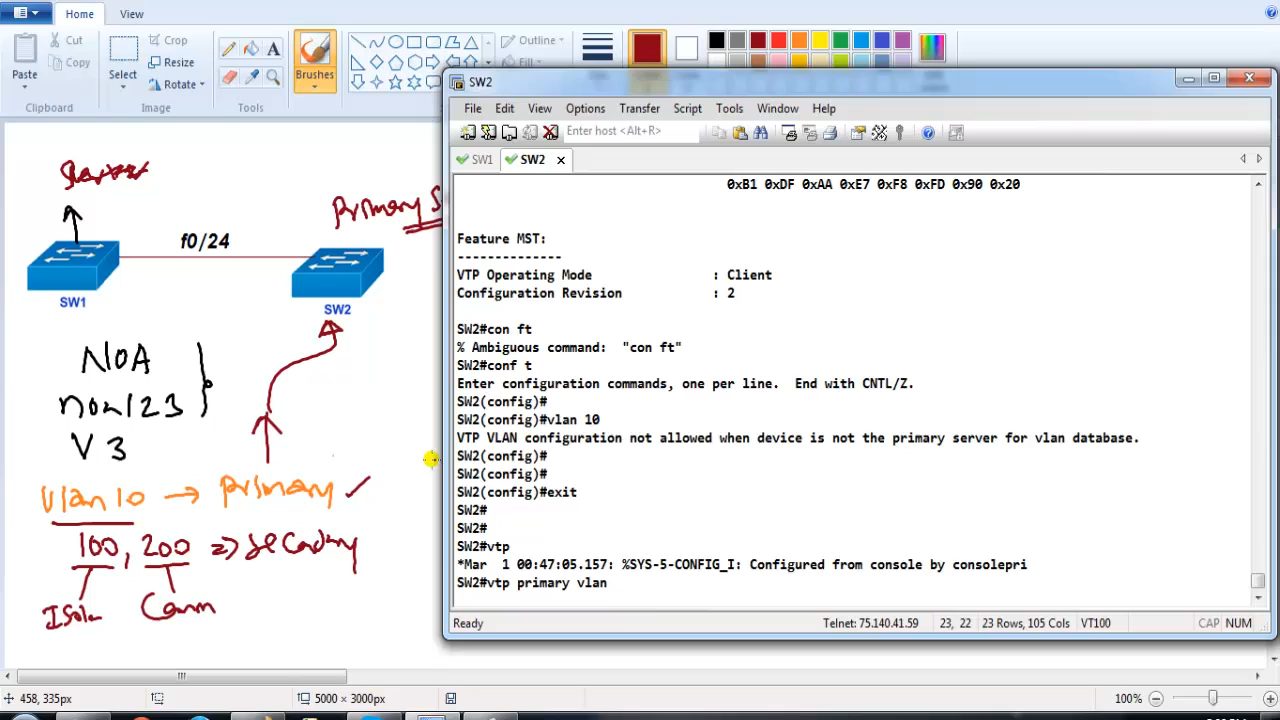 Home
View
Paste
Cut
Copy
Clipboard
Select
Crop
Resize
Rotate
Image
Tools
Brushes
Outline
Fill
Shapes
SW2
File Edit View Options Transfer Script Tools Window Help
Enter host <Alt+R>
SW1
SW2
0xB1 0xDF 0xAA 0xE7 0xF8 0xFD 0x90 0x20
Feature MST:
--------------
VTP Operating Mode : Client
Configuration Revision : 2
SW2#con ft
% Ambiguous command: "con ft"
SW2#conf t
Enter configuration commands, one per line. End with CNTL/Z.
SW2(config)#
SW2(config)#vlan 10
VTP VLAN configuration not allowed when device is not the primary server for vlan database.
SW2(config)#
SW2(config)#
SW2(config)#exit
SW2#
SW2#
SW2#vtp
*Mar 1 00:47:05.157: %SYS-5-CONFIG_I: Configured from console by consolepri
SW2#vtp primary vlan
Ready
Telnet: 75.140.41.59
23, 22
23 Rows, 105 Cols
VT100
CAP
NUM
Primary S
f0/24
SW1
SW2
NOA
noa123
V 3
Vlan 10 → primary
100, 200 => Secondary
Isola
Comm
458, 335px
5000 × 3000px
100%